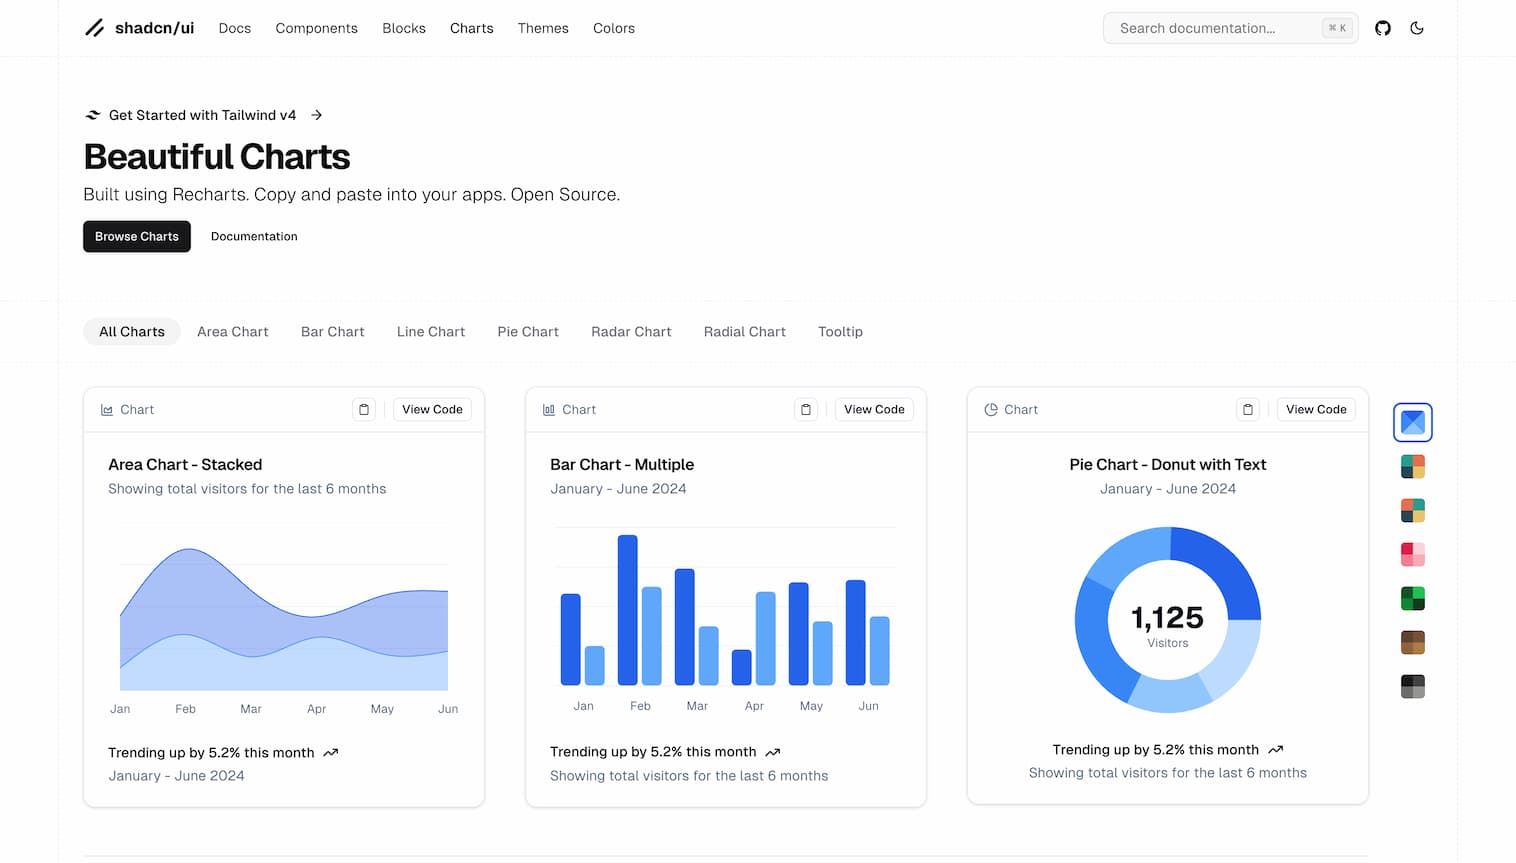 shadcn/ui Docs Components Blocks Charts Themes Colors Search documentation... ⌘ K
Get Started with Tailwind v4 →
Beautiful Charts
Built using Recharts. Copy and paste into your apps. Open Source.
Browse Charts Documentation
All Charts Area Chart Bar Chart Line Chart Pie Chart Radar Chart Radial Chart Tooltip
Chart View Code
Area Chart - Stacked
Showing total visitors for the last 6 months
Jan Feb Mar Apr May Jun
Trending up by 5.2% this month
January - June 2024
Chart View Code
Bar Chart - Multiple
January - June 2024
Jan Feb Mar Apr May Jun
Trending up by 5.2% this month
Showing total visitors for the last 6 months
Chart View Code
Pie Chart - Donut with Text
January - June 2024
1,125
Visitors
Trending up by 5.2% this month
Showing total visitors for the last 6 months